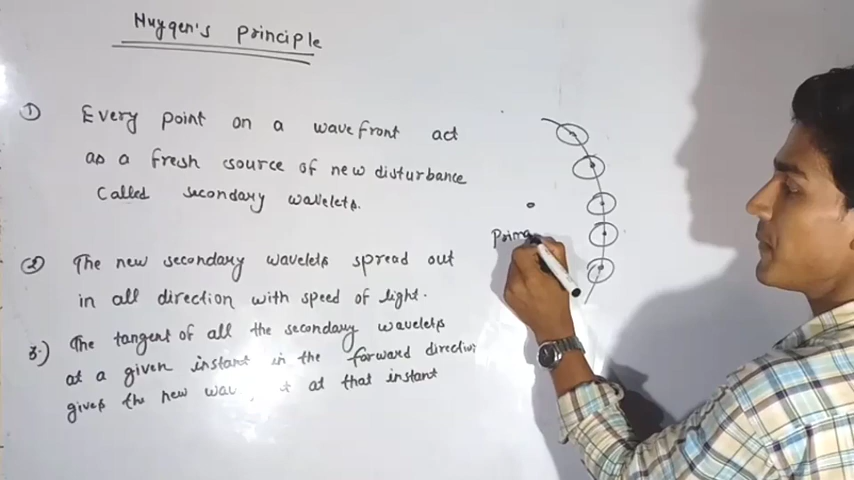 Huygen's principle
① Every point on a wavefront act
as a fresh source of new disturbance
Called secondary wavelets.
② The new secondary wavelets spread out
in all direction with speed of light.
3.) The tangent of all the secondary wavelets
at a given instant in the forward direction
gives the new at that instant
Prima